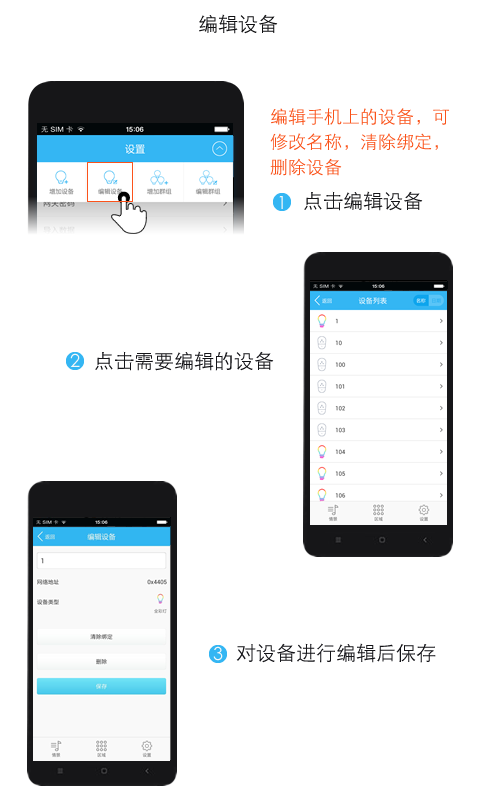 编辑设备
编辑手机上的设备，可
修改名称，清除绑定，
删除设备
无 SIM 卡 15:06
设置
增加设备 编辑设备 增加群组 编辑群组
网关密码
1 点击编辑设备
无 SIM 卡 15:06
返回 设备列表
1
10
100
101
102
103
104
105
106
情景 区域 设置
2 点击需要编辑的设备
无 SIM 卡 15:06
返回 编辑设备
1
网络地址 0x4405
设备类型
全彩灯
清除绑定
删除
保存
情景 区域 设置
3 对设备进行编辑后保存